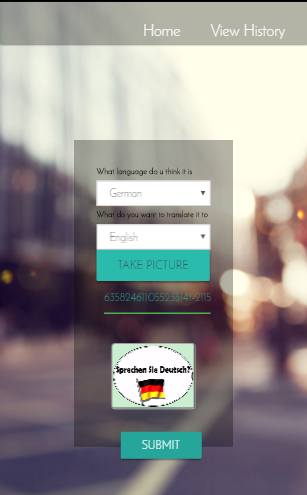 Home View History
What language do u think it is
German
What do you want to translate it to
English
TAKE PICTURE
Sprechen Sie Deutsch?
SUBMIT